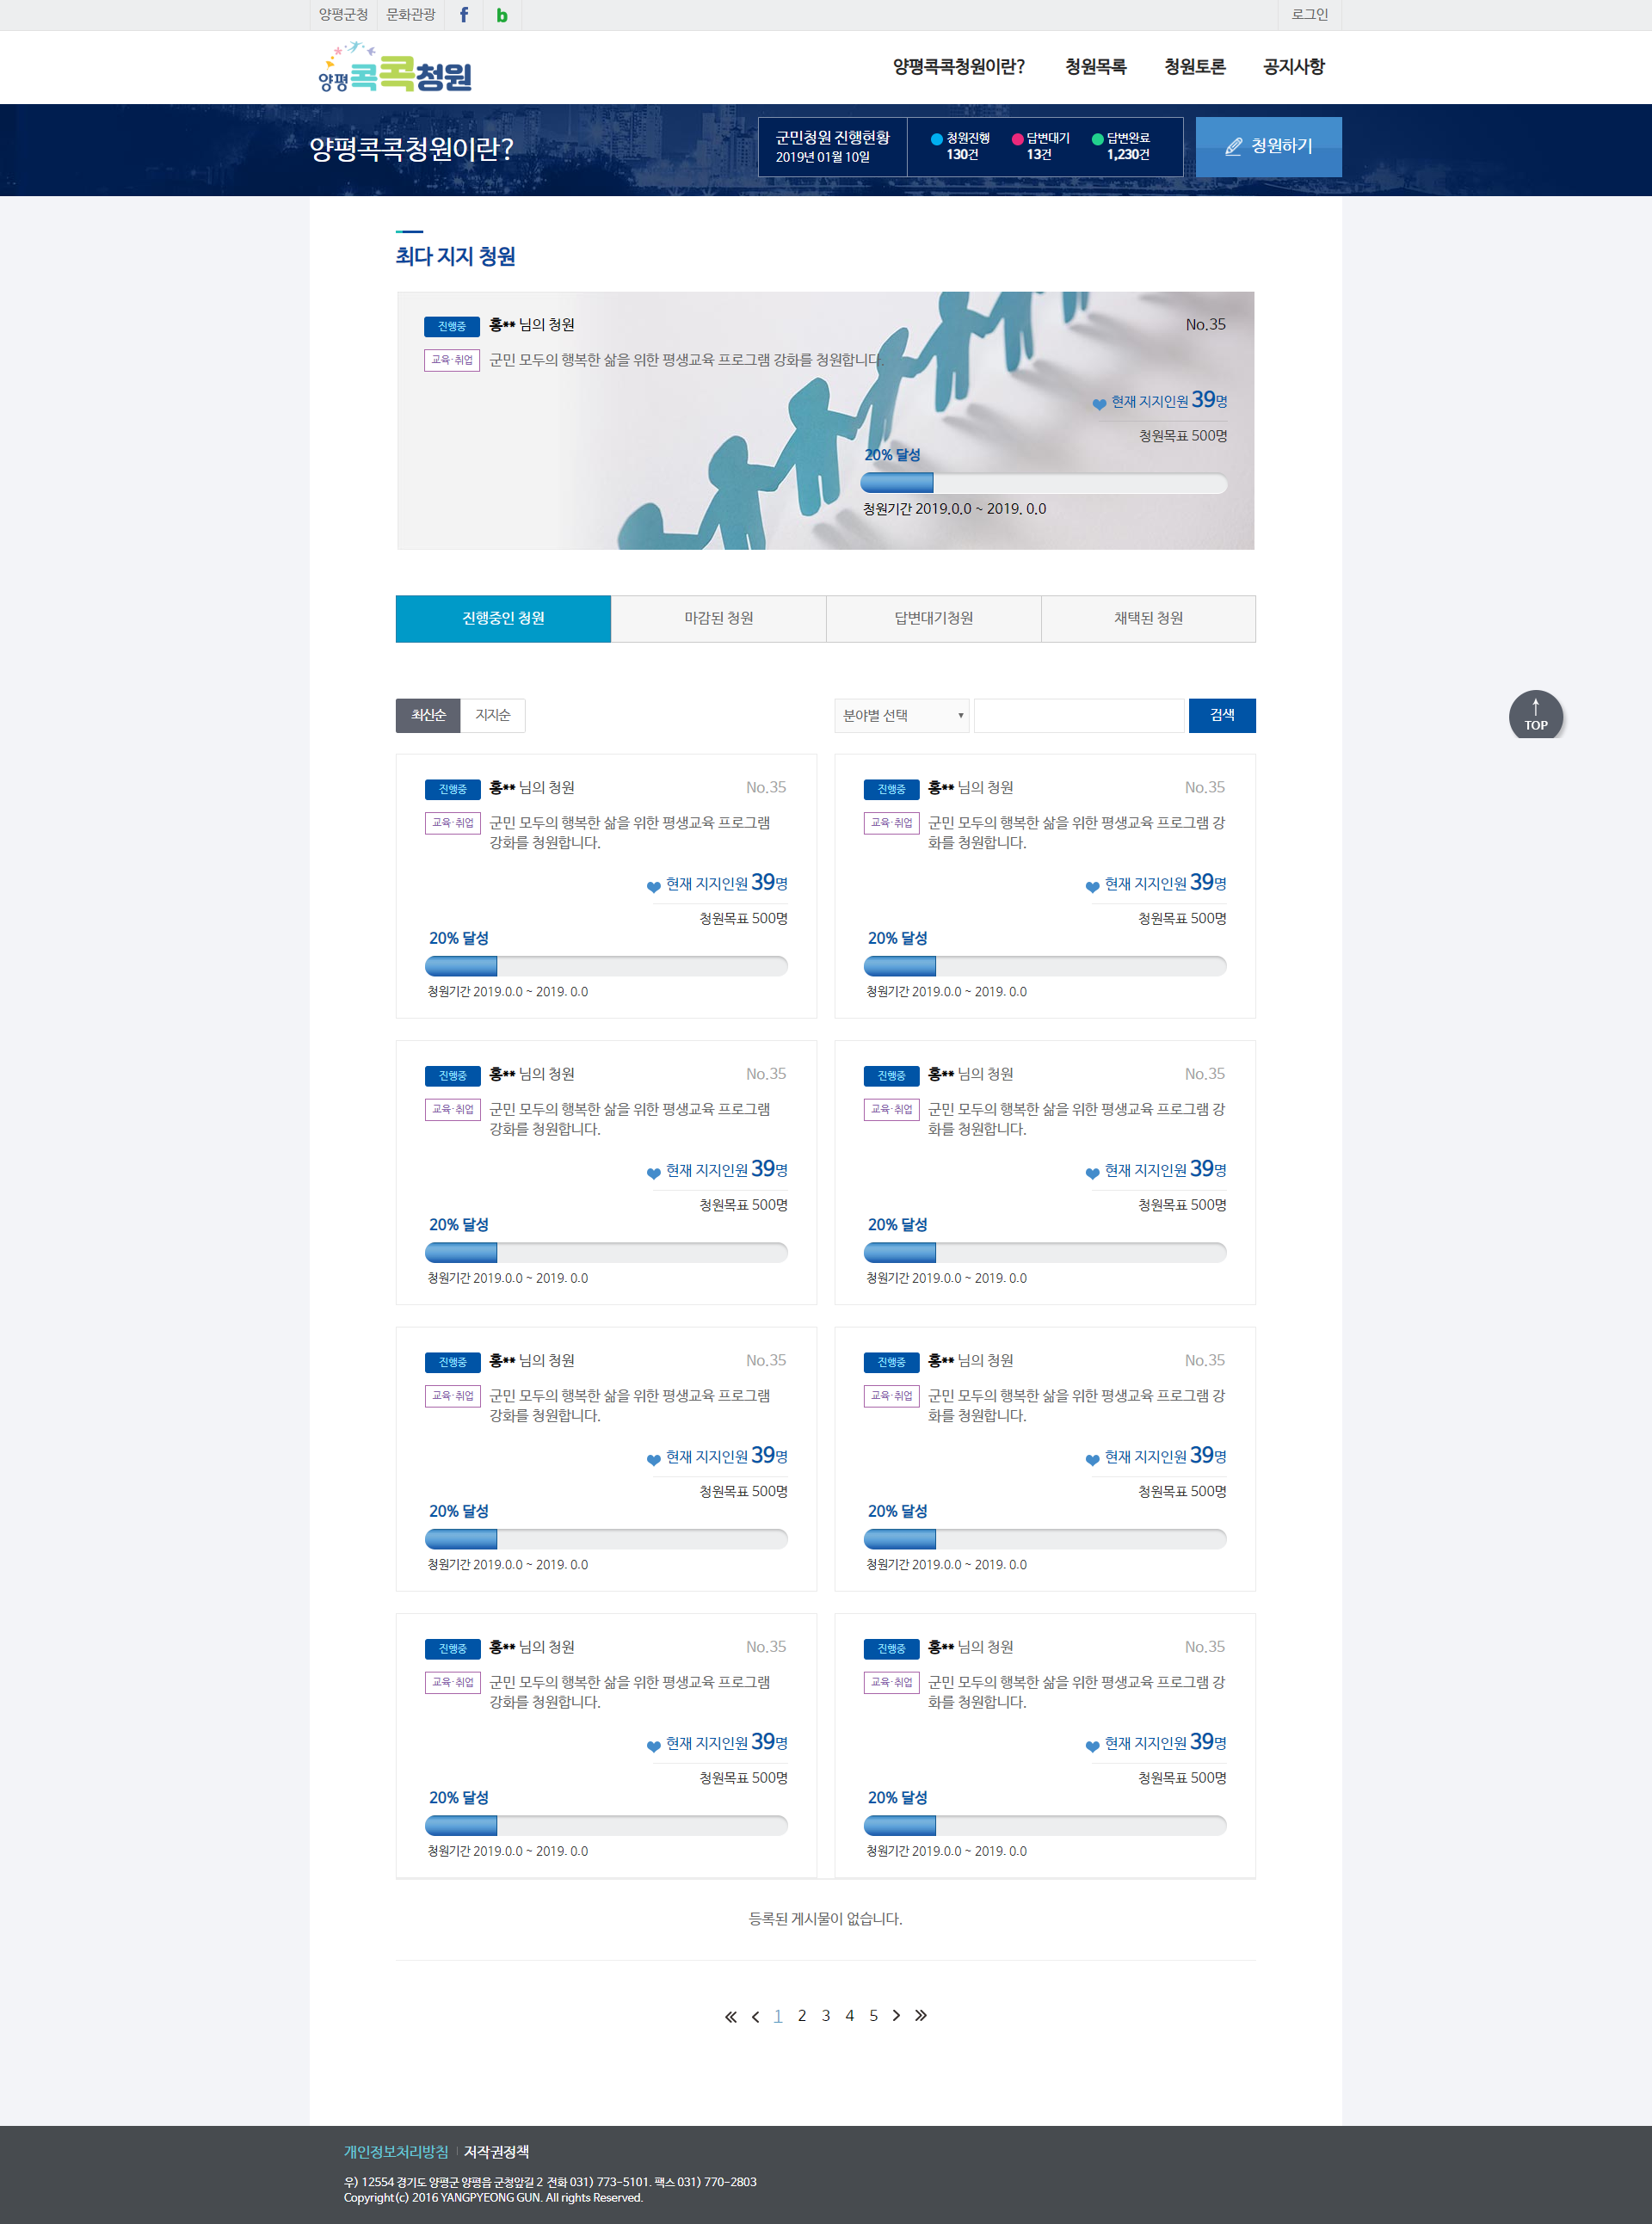 양평군청 문화관광 f b 로그인
양평콕콕청원
양평콕콕청원이란? 청원목록 청원토론 공지사항
양평콕콕청원이란?
군민청원 진행현황
2019년 01월 10일
청원진행 130건
답변대기 13건
답변완료 1,230건
청원하기
최다 지지 청원
진행중 홍** 님의 청원 No.35
교육·취업 군민 모두의 행복한 삶을 위한 평생교육 프로그램 강화를 청원합니다.
현재 지지인원 39명
청원목표 500명
20% 달성
청원기간 2019.0.0 ~ 2019. 0.0
진행중인 청원 마감된 청원 답변대기청원 채택된 청원
최신순 지지순 분야별 선택 검색
TOP
진행중 홍** 님의 청원 No.35
교육·취업 군민 모두의 행복한 삶을 위한 평생교육 프로그램
강화를 청원합니다.
현재 지지인원 39명
청원목표 500명
20% 달성
청원기간 2019.0.0 ~ 2019. 0.0
진행중 홍** 님의 청원 No.35
교육·취업 군민 모두의 행복한 삶을 위한 평생교육 프로그램 강
화를 청원합니다.
현재 지지인원 39명
청원목표 500명
20% 달성
청원기간 2019.0.0 ~ 2019. 0.0
진행중 홍** 님의 청원 No.35
교육·취업 군민 모두의 행복한 삶을 위한 평생교육 프로그램
강화를 청원합니다.
현재 지지인원 39명
청원목표 500명
20% 달성
청원기간 2019.0.0 ~ 2019. 0.0
진행중 홍** 님의 청원 No.35
교육·취업 군민 모두의 행복한 삶을 위한 평생교육 프로그램 강
화를 청원합니다.
현재 지지인원 39명
청원목표 500명
20% 달성
청원기간 2019.0.0 ~ 2019. 0.0
진행중 홍** 님의 청원 No.35
교육·취업 군민 모두의 행복한 삶을 위한 평생교육 프로그램
강화를 청원합니다.
현재 지지인원 39명
청원목표 500명
20% 달성
청원기간 2019.0.0 ~ 2019. 0.0
진행중 홍** 님의 청원 No.35
교육·취업 군민 모두의 행복한 삶을 위한 평생교육 프로그램 강
화를 청원합니다.
현재 지지인원 39명
청원목표 500명
20% 달성
청원기간 2019.0.0 ~ 2019. 0.0
진행중 홍** 님의 청원 No.35
교육·취업 군민 모두의 행복한 삶을 위한 평생교육 프로그램
강화를 청원합니다.
현재 지지인원 39명
청원목표 500명
20% 달성
청원기간 2019.0.0 ~ 2019. 0.0
진행중 홍** 님의 청원 No.35
교육·취업 군민 모두의 행복한 삶을 위한 평생교육 프로그램 강
화를 청원합니다.
현재 지지인원 39명
청원목표 500명
20% 달성
청원기간 2019.0.0 ~ 2019. 0.0
등록된 게시물이 없습니다.
1 2 3 4 5
개인정보처리방침 | 저작권정책
우) 12554 경기도 양평군 양평읍 군청앞길 2 전화 031) 773-5101. 팩스 031) 770-2803
Copyright(c) 2016 YANGPYEONG GUN. All rights Reserved.